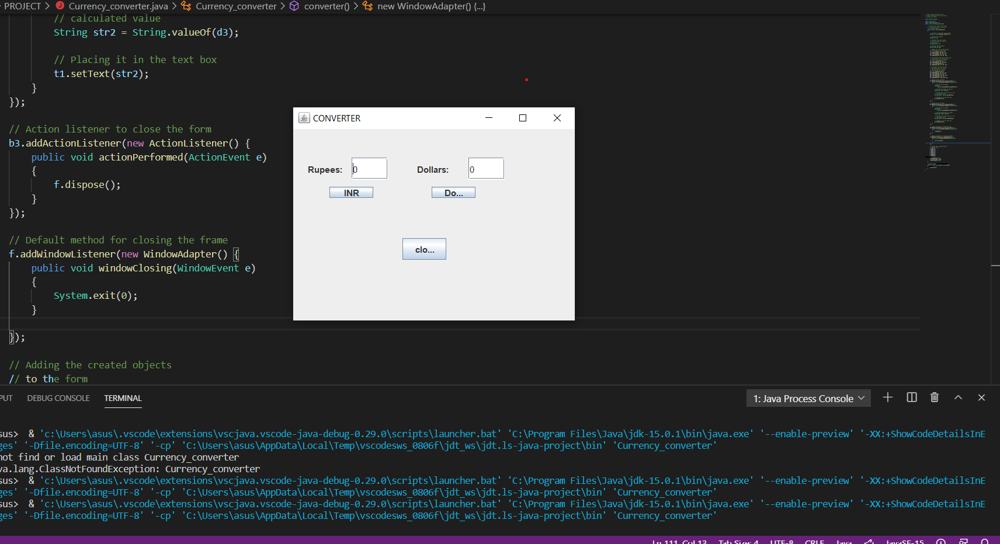 PROJECT > Currency_converter.java > Currency_converter > converter() > new WindowAdapter() {...}
// calculated value
String str2 = String.valueOf(d3);
// Placing it in the text box
t1.setText(str2);
}
});
// Action listener to close the form
b3.addActionListener(new ActionListener() {
public void actionPerformed(ActionEvent e)
{
f.dispose();
}
});
// Default method for closing the frame
f.addWindowListener(new WindowAdapter() {
public void windowClosing(WindowEvent e)
{
System.exit(0);
}
});
// Adding the created objects
// to the form
CONVERTER
Rupees: 0 Dollars: 0
INR Do...
clo...
PUT DEBUG CONSOLE TERMINAL 1: Java Process Console
sus> & 'c:\Users\asus\.vscode\extensions\vscjava.vscode-java-debug-0.29.0\scripts\launcher.bat' 'C:\Program Files\Java\jdk-15.0.1\bin\java.exe' '--enable-preview' '-XX:+ShowCodeDetailsInE
ges' '-Dfile.encoding=UTF-8' '-cp' 'C:\Users\asus\AppData\Local\Temp\vscodesws_0806f\jdt_ws\jdt.ls-java-project\bin' 'Currency_converter'
not find or load main class Currency_converter
va.lang.ClassNotFoundException: Currency_converter
sus> & 'c:\Users\asus\.vscode\extensions\vscjava.vscode-java-debug-0.29.0\scripts\launcher.bat' 'C:\Program Files\Java\jdk-15.0.1\bin\java.exe' '--enable-preview' '-XX:+ShowCodeDetailsInE
ges' '-Dfile.encoding=UTF-8' '-cp' 'C:\Users\asus\AppData\Local\Temp\vscodesws_0806f\jdt_ws\jdt.ls-java-project\bin' 'Currency_converter'
sus> & 'c:\Users\asus\.vscode\extensions\vscjava.vscode-java-debug-0.29.0\scripts\launcher.bat' 'C:\Program Files\Java\jdk-15.0.1\bin\java.exe' '--enable-preview' '-XX:+ShowCodeDetailsInE
ges' '-Dfile.encoding=UTF-8' '-cp' 'C:\Users\asus\AppData\Local\Temp\vscodesws_0806f\jdt_ws\jdt.ls-java-project\bin' 'Currency_converter'
Ln 111, Col 13 Tab Size: 4 UTF-8 CRLF Java JavaSE-15